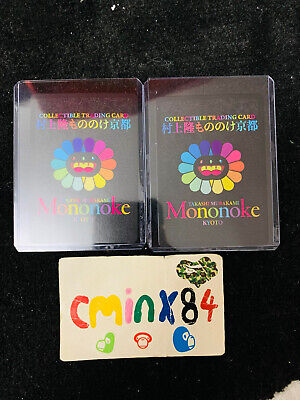 COLLECTIBLE TRADING CARD
村上隆もののけ京都
TAKASHI MURAKAMI
Mononoke
KYOTO
COLLECTIBLE TRADING CARD
村上隆もののけ京都
TAKASHI MURAKAMI
Mononoke
KYOTO
cminx84